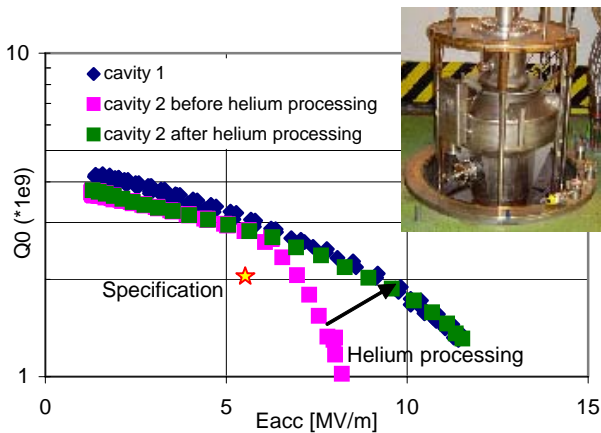 10
cavity 1
cavity 2 before helium processing
cavity 2 after helium processing
Q0 (*1e9)
Specification
Helium processing
1
0 5 10 15
Eacc [MV/m]